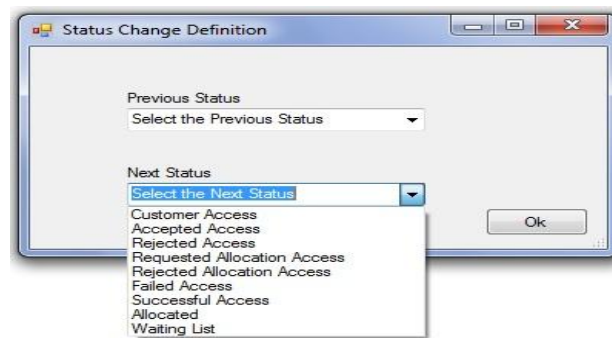 Status Change Definition
Previous Status
Select the Previous Status
Next Status
Select the Next Status
Customer Access
Accepted Access
Rejected Access
Ok
Requested Allocation Access
Rejected Allocation Access
Failed Access
Successful Access
Allocated
Waiting List